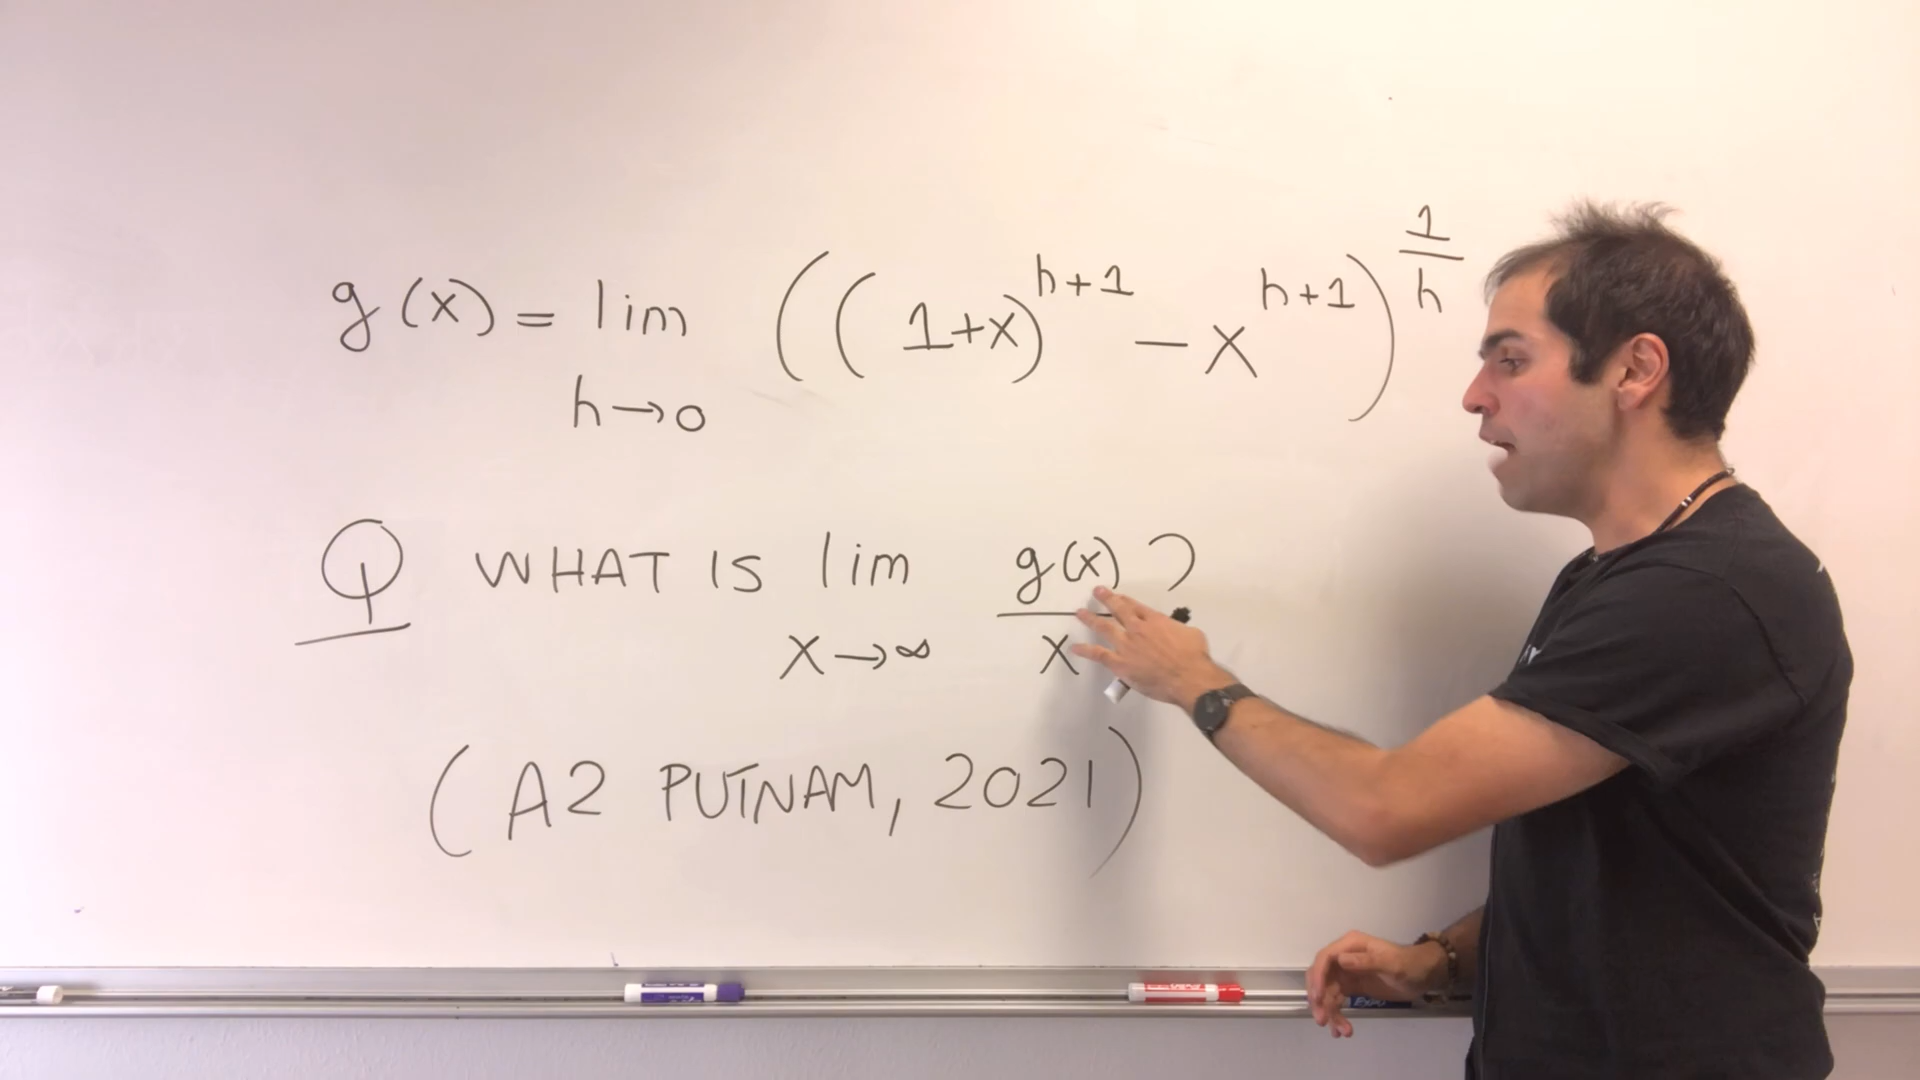 g(x) = lim ((1+x)^{h+1} - x^{h+1})^{1/h}
h→0
Q WHAT IS lim g(x)/x ?
x→∞
(A2 PUTNAM, 2021)